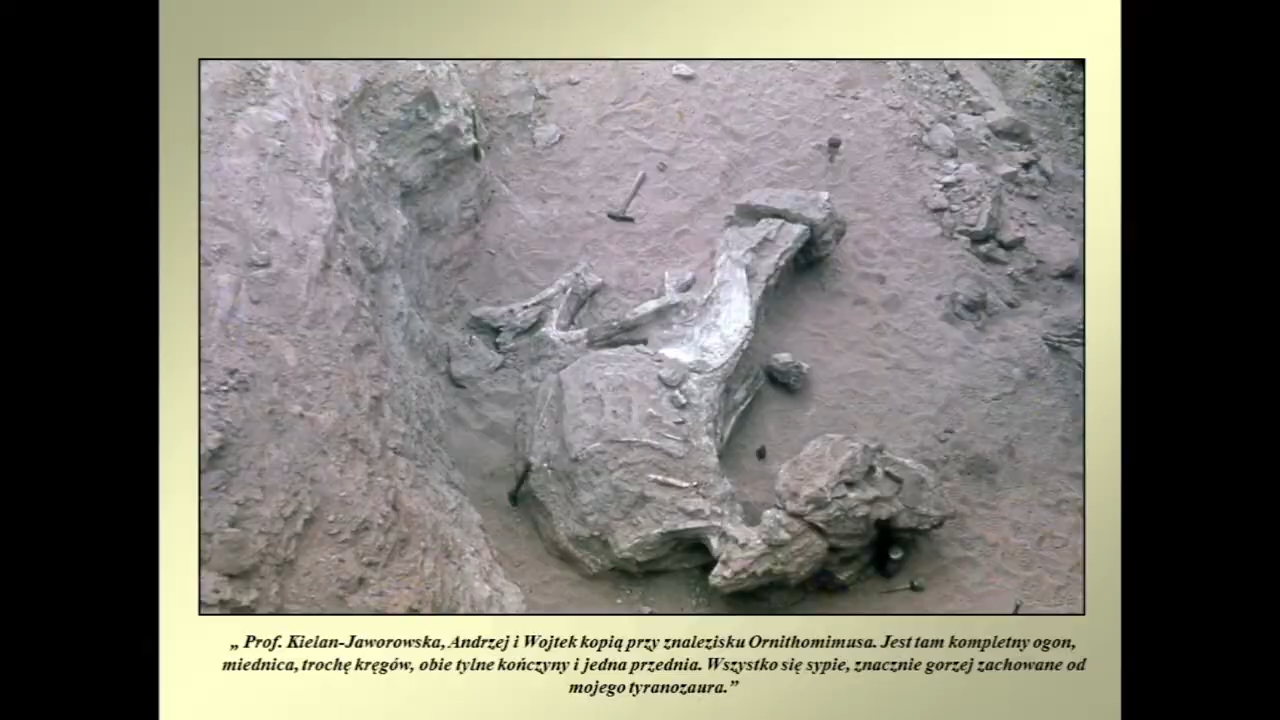 „ Prof. Kielan-Jaworowska, Andrzej i Wojtek kopią przy znalezisku Ornithomimusa. Jest tam kompletny ogon,
miednica, trochę kręgów, obie tylne kończyny i jedna przednia. Wszystko się sypie, znacznie gorzej zachowane od
mojego tyranozaura.”